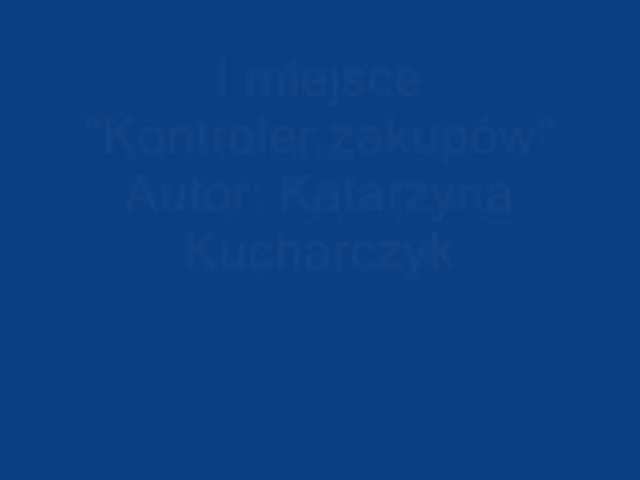 I miejsce
"Kontroler zakupów"
Autor: Katarzyna
Kucharczyk